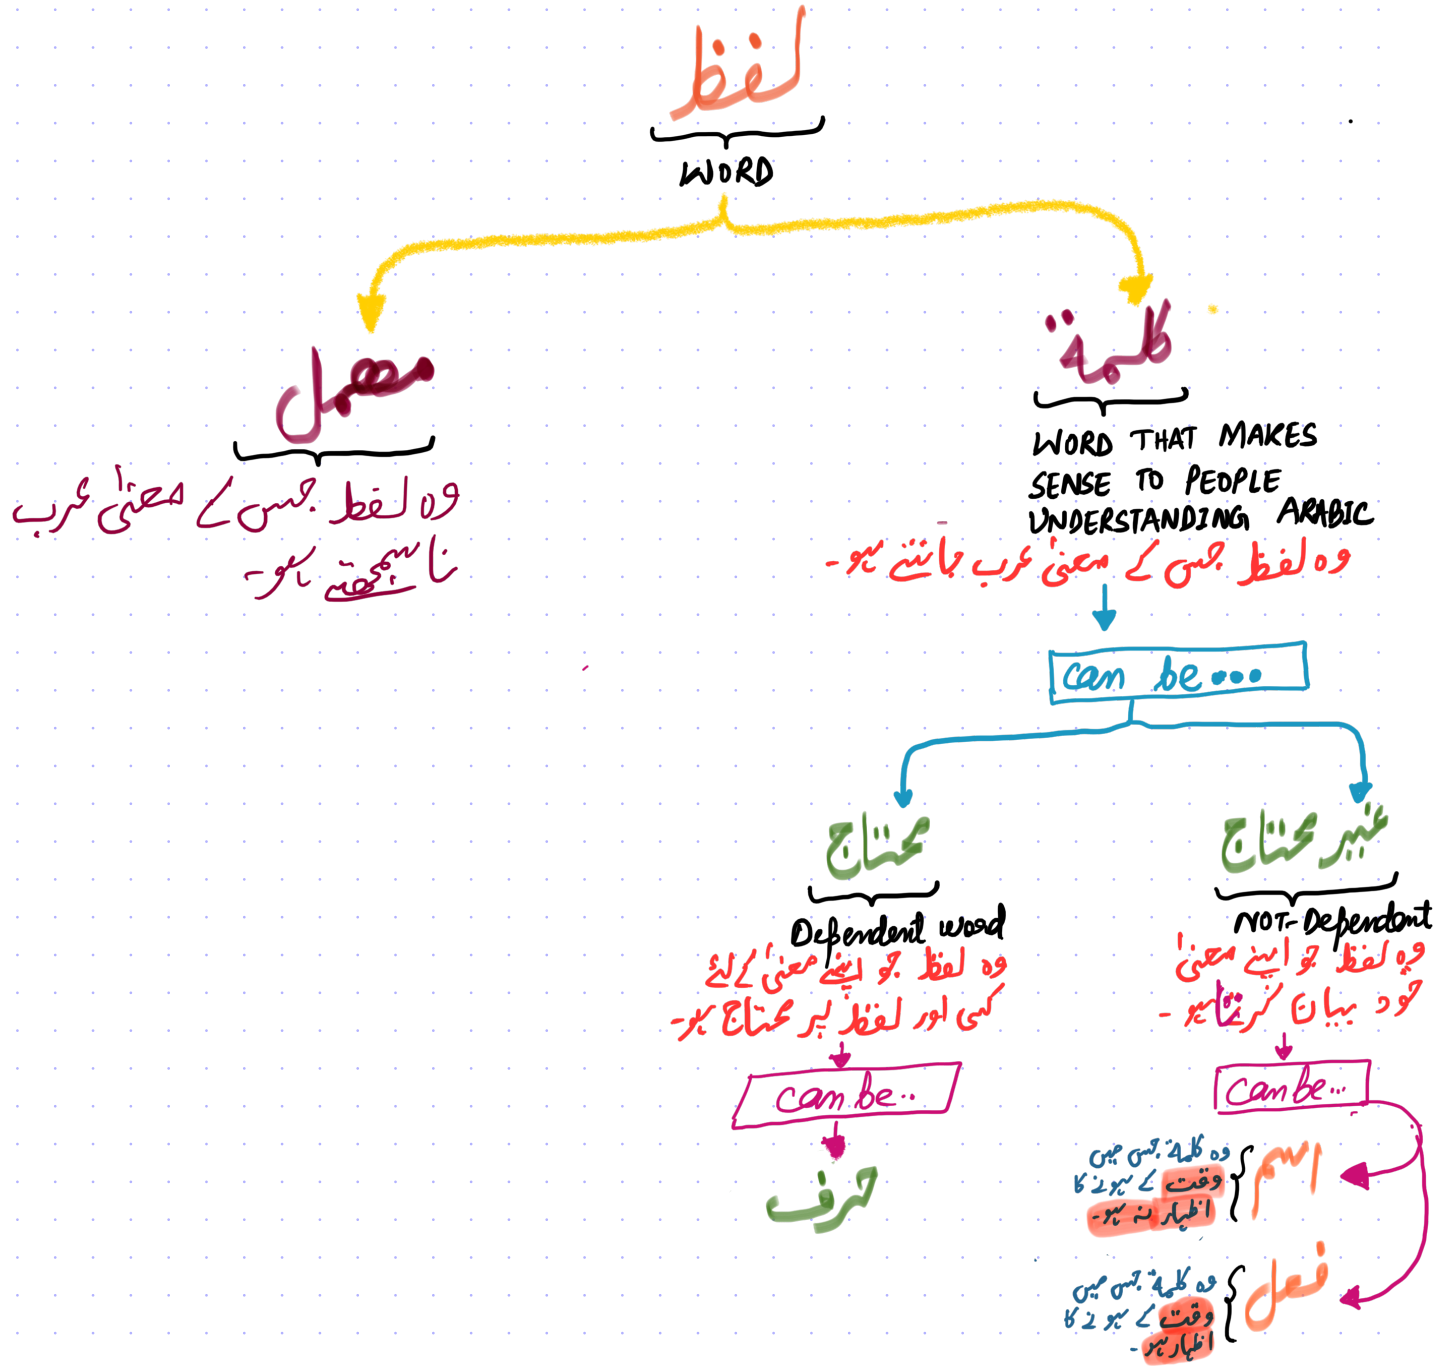 لفظ
WORD
مھمل
وہ لفظ جس کے معنیٰ عرب
نا سمجھتے ہو۔
کلمة
WORD THAT MAKES
SENSE TO PEOPLE
UNDERSTANDING ARABIC
وہ لفظ جس کے معنیٰ عرب جانتے ہو۔
can be...
محتاج
Dependent word
وہ لفظ جو اپنے معنیٰ کے لئے
کسی اور لفظ پر محتاج ہو۔
can be..
حرف
غیر محتاج
NOT-Dependent
وہ لفظ جو اپنے معنیٰ
خود بیان کرتا ہو۔
can be...
اسم
وہ کلمة جس میں
وقت کے ہونے کا
اظہار نہ ہو۔
فعل
وہ کلمة جس میں
وقت کے ہونے کا
اظہار ہو۔